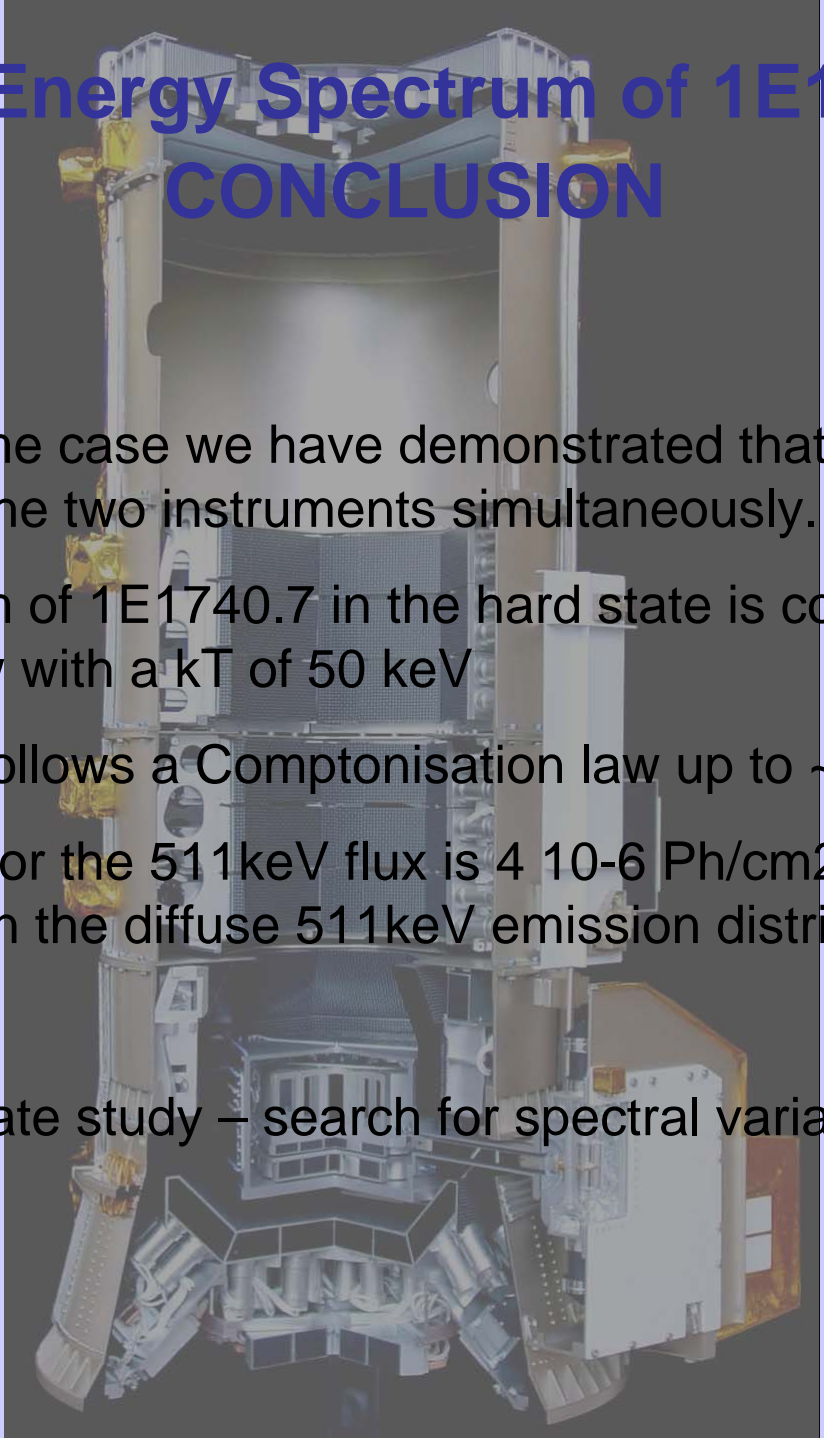 Energy Spectrum of 1E1
CONCLUSION
he case we have demonstrated that
he two instruments simultaneously.
n of 1E1740.7 in the hard state is co
with a kT of 50 keV
ollows a Comptonisation law up to ~
or the 511keV flux is 4 10-6 Ph/cm2
n the diffuse 511keV emission distri
ate study – search for spectral varia